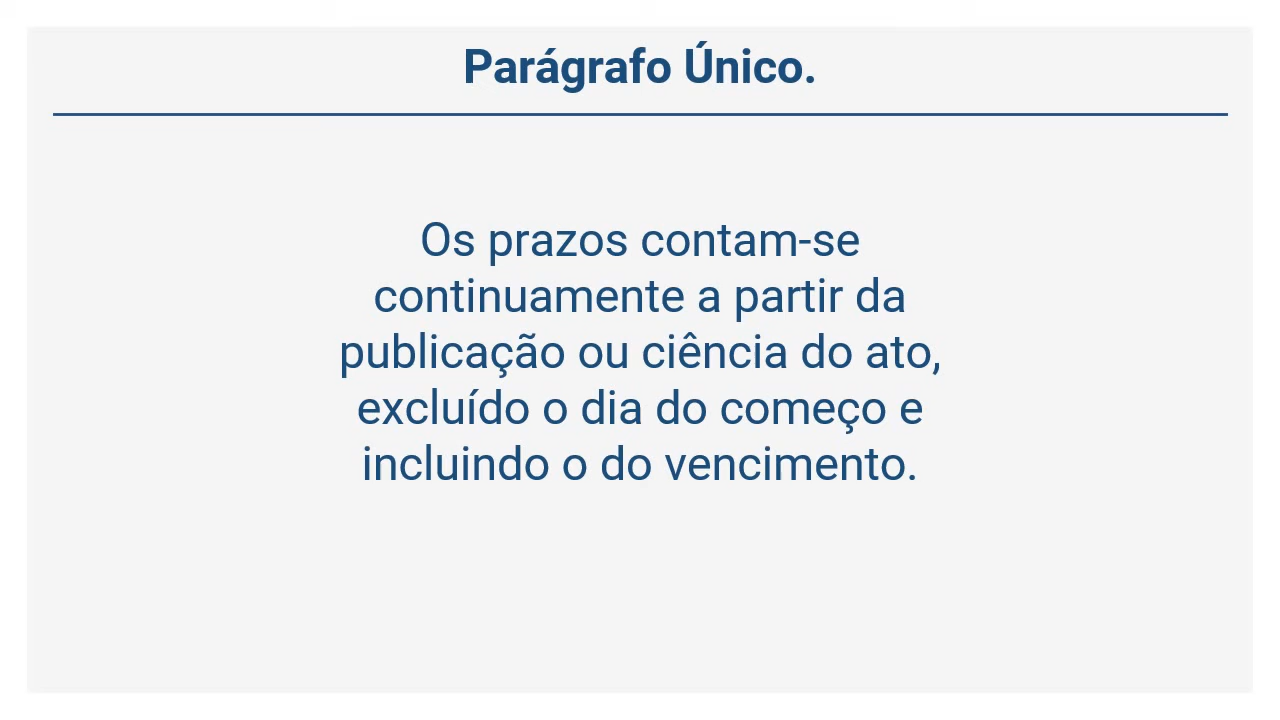 Parágrafo Único.
Os prazos contam-se
continuamente a partir da
publicação ou ciência do ato,
excluído o dia do começo e
incluindo o do vencimento.